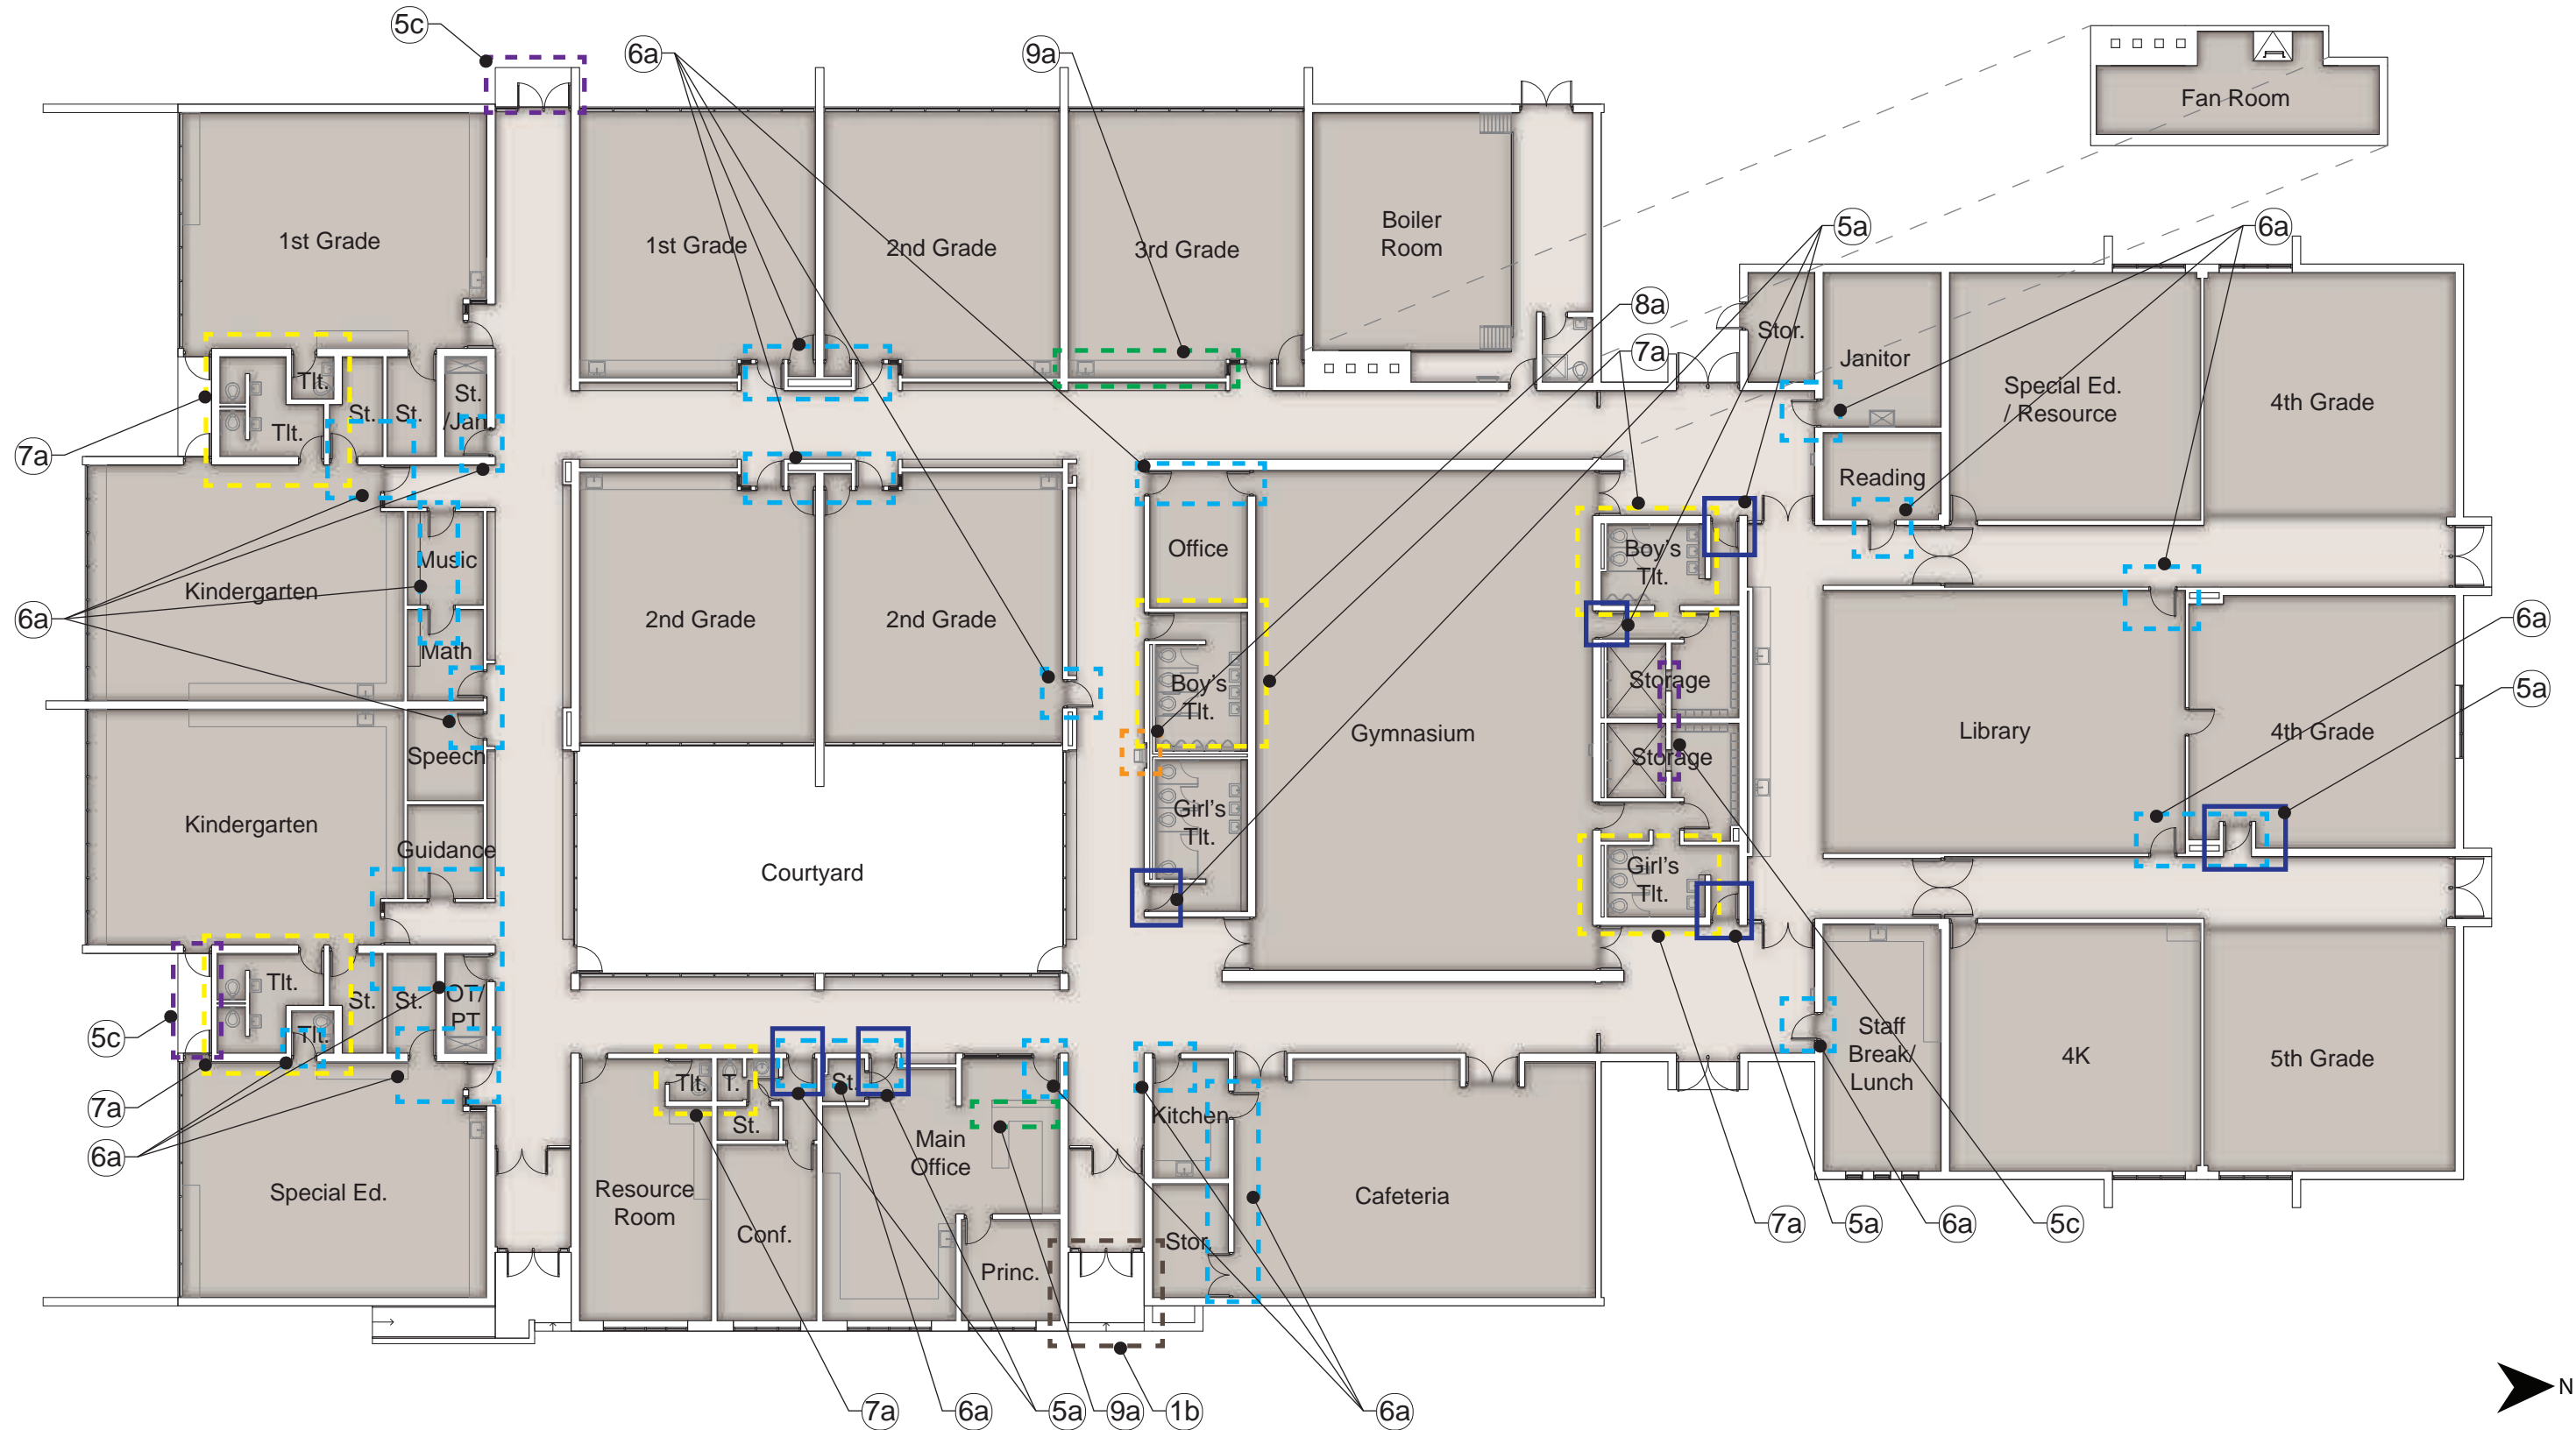 5c
6a
9a
Fan Room
1st Grade
1st Grade
2nd Grade
3rd Grade
Boiler
Room
5a
6a
8a
7a
Stor.
Janitor
Special Ed.
/ Resource
4th Grade
Tlt.
Tlt.
St.
St.
St.
/Jan
7a
Reading
Kindergarten
Music
Math
6a
2nd Grade
2nd Grade
Office
Boy's
Tlt.
Boy's
Tlt.
Gymnasium
Storage
Storage
Library
4th Grade
6a
5a
Kindergarten
Speech
Guidance
Courtyard
Girl's
Tlt.
Girl's
Tlt.
Tlt.
St.
St.
OT/
PT
Tlt.
5c
7a
6a
Special Ed.
Tlt.
T.
St.
St.
Resource
Room
Conf.
Main
Office
Princ.
Kitchen
Stor.
Cafeteria
Staff
Break/
Lunch
4K
5th Grade
7a
5a
6a
5c
7a
6a
5a
9a
1b
6a
N